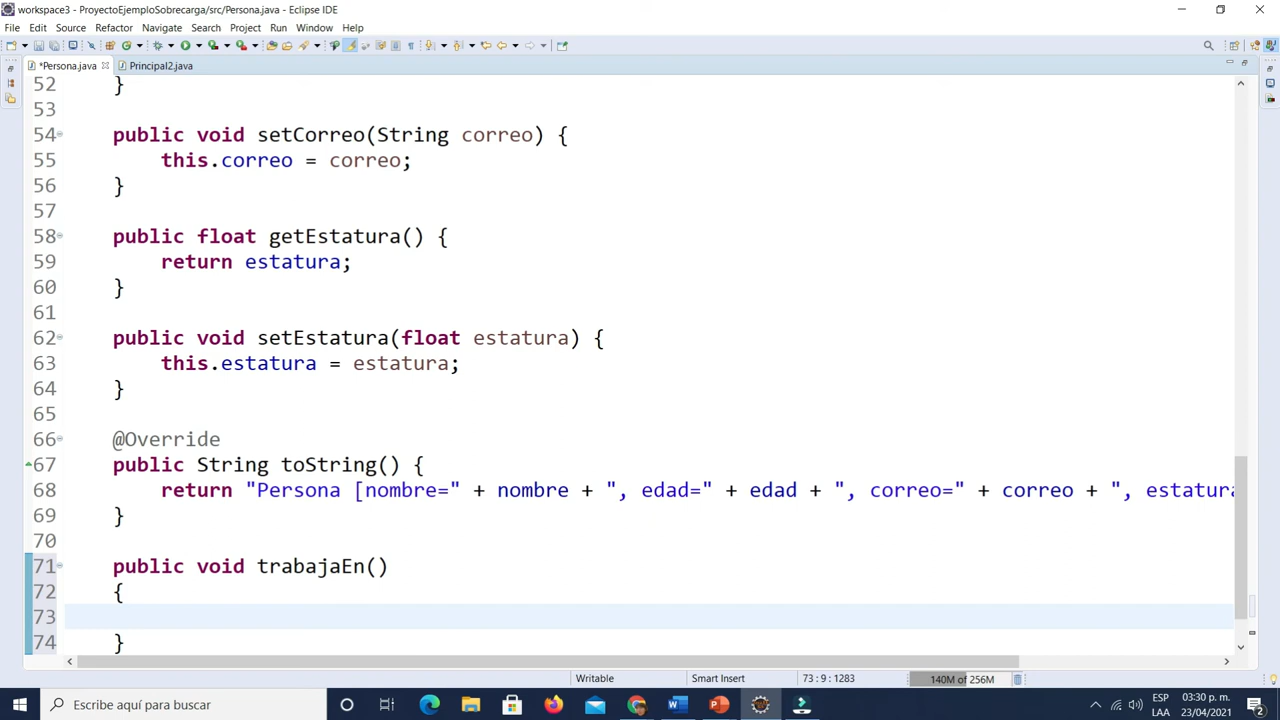 workspace3 - ProyectoEjemploSobrecarga/src/Persona.java - Eclipse IDE
File Edit Source Refactor Navigate Search Project Run Window Help
*Persona.java Principal2.java
52 }
53
54 public void setCorreo(String correo) {
55 this.correo = correo;
56 }
57
58 public float getEstatura() {
59 return estatura;
60 }
61
62 public void setEstatura(float estatura) {
63 this.estatura = estatura;
64 }
65
66 @Override
67 public String toString() {
68 return "Persona [nombre=" + nombre + ", edad=" + edad + ", correo=" + correo + ", estatura
69 }
70
71 public void trabajaEn()
72 {
73
74 }
Writable Smart Insert 73 : 9 : 1283 140M of 256M
Escribe aquí para buscar
ESP 03:30 p. m.
LAA 23/04/2021 2